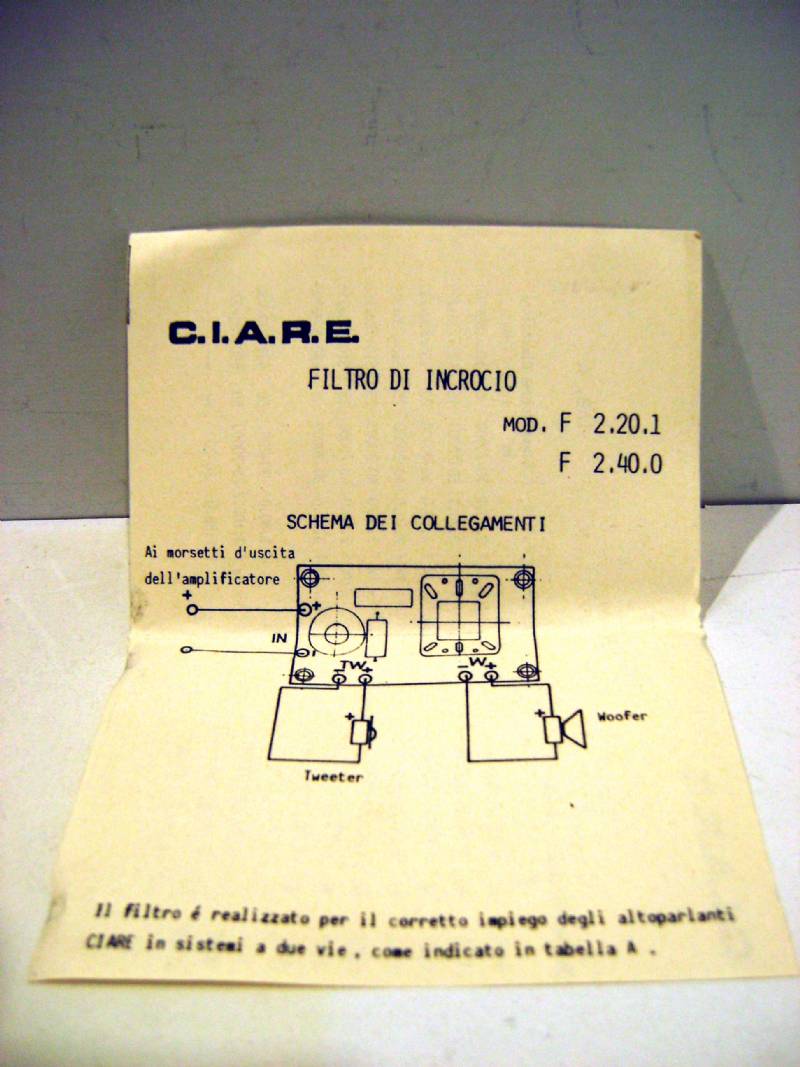 C.I.A.R.E.
FILTRO DI INCROCIO
MOD. F 2.20.1
F 2.40.0
SCHEMA DEI COLLEGAMENTI
Ai morsetti d'uscita
dell'amplificatore
+
+
IN
-
- TW +
- W +
+
+
Woofer
Tweeter
Il filtro é realizzato per il corretto impiego degli altoparlanti
CIARE in sistemi a due vie, come indicato in tabella A .